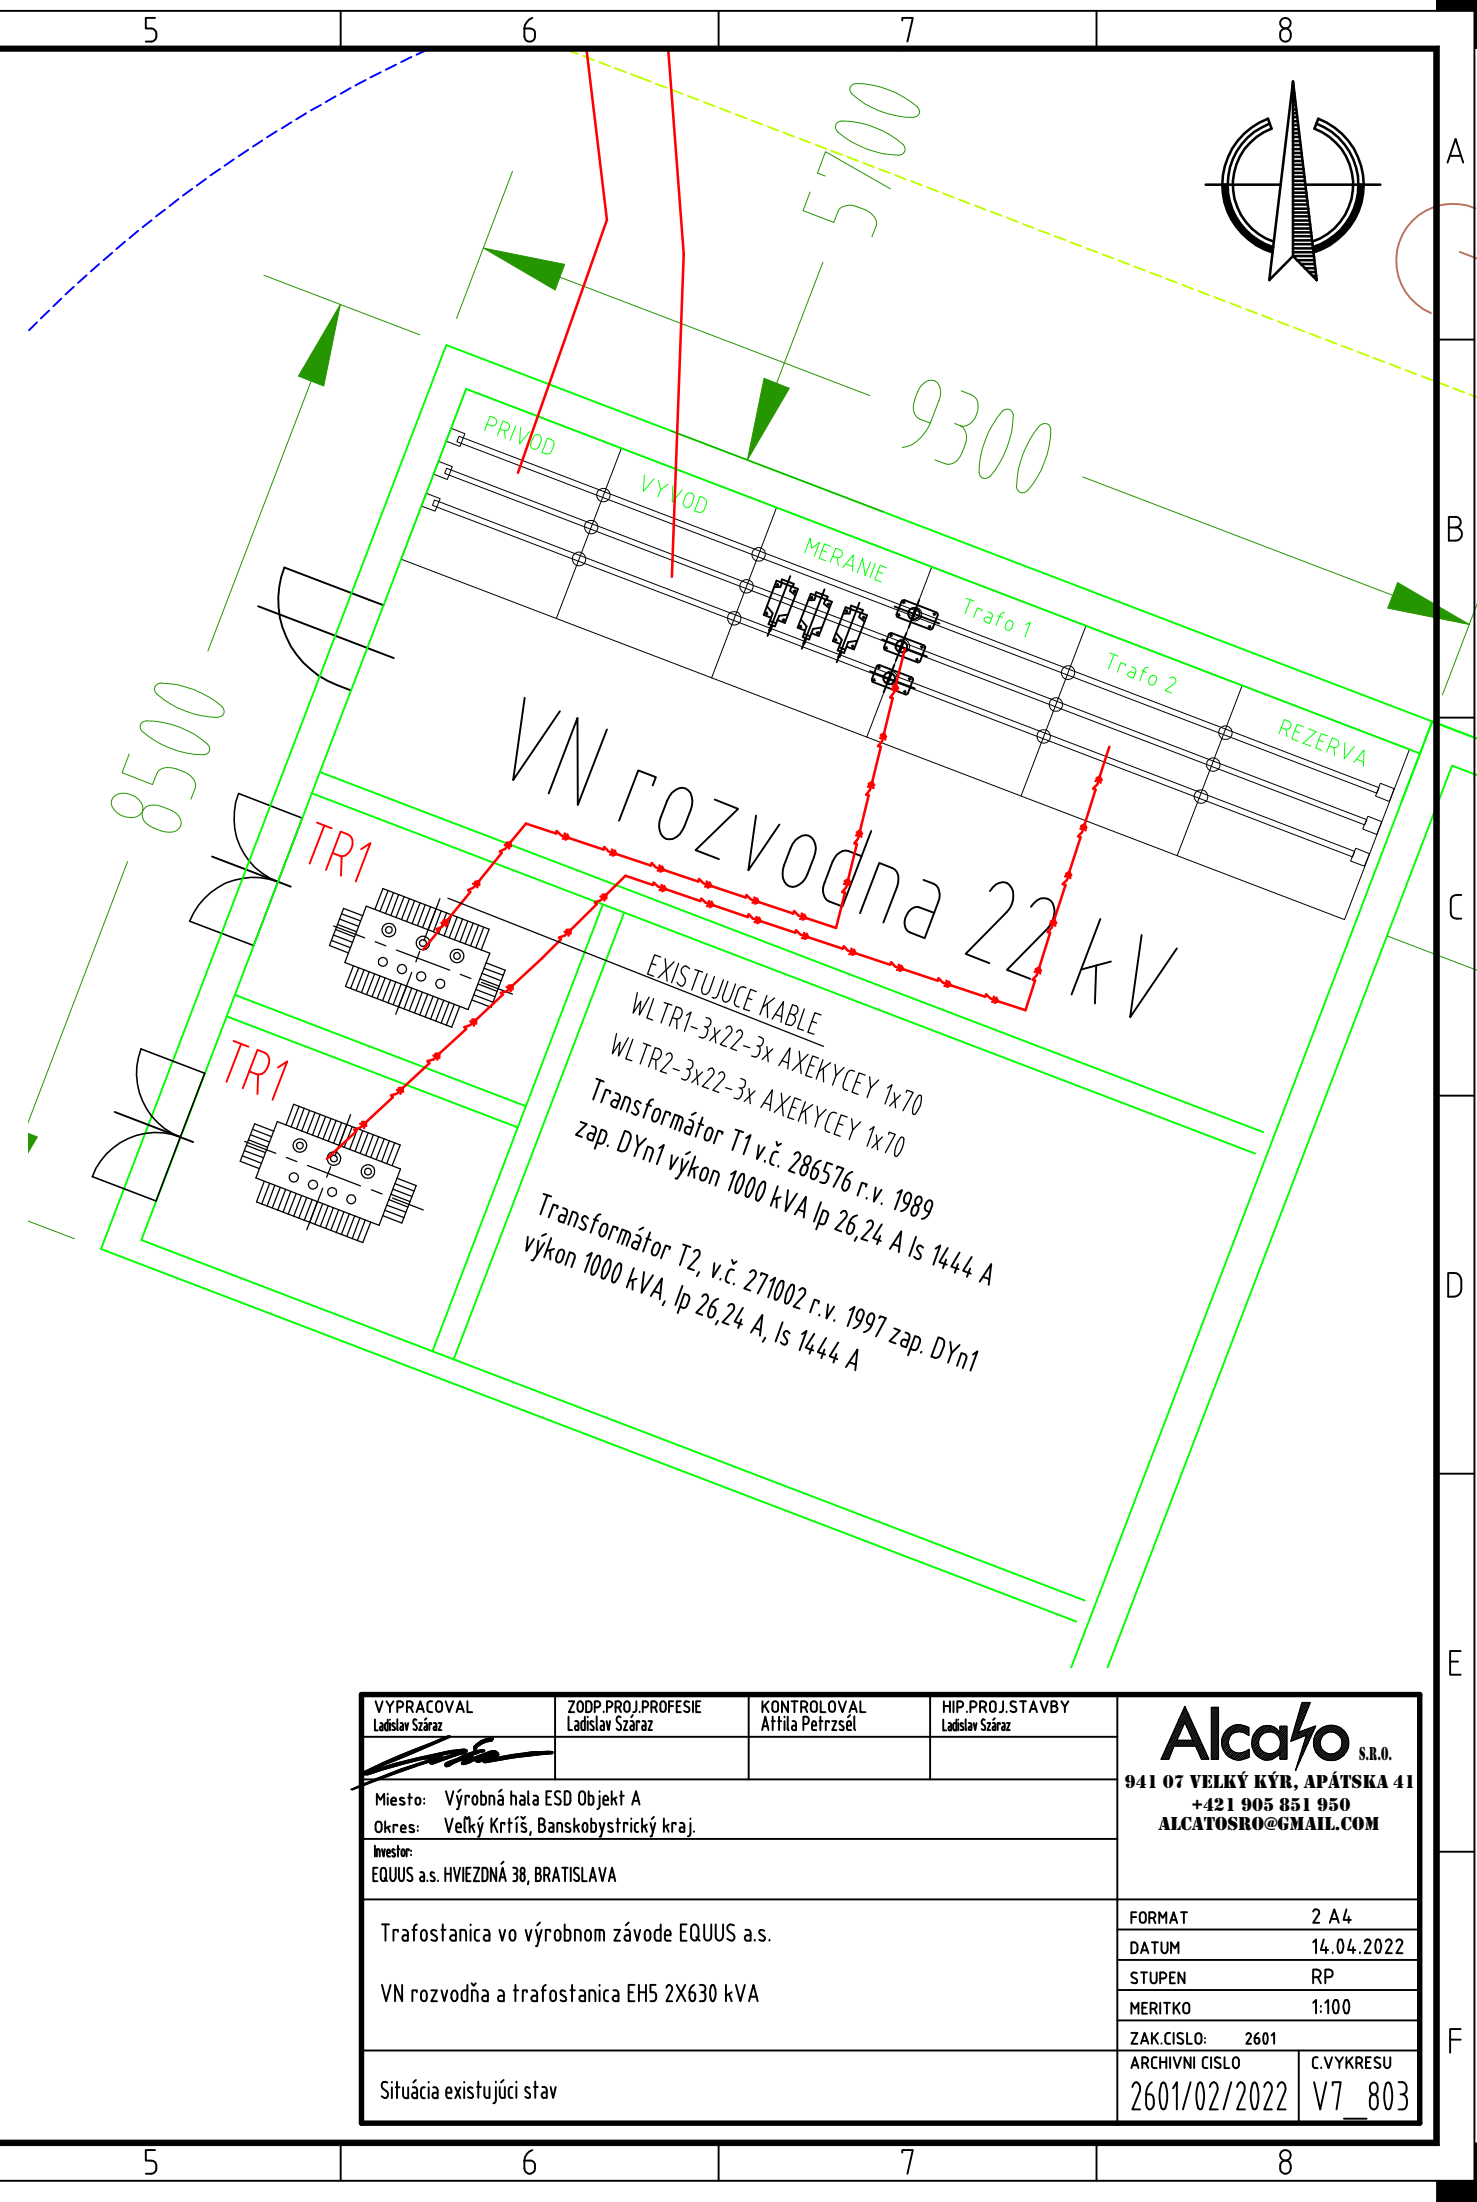 5 6 7 8
A
B
C
D
E
F
5700
9300
8500
PRIVOD
VYVOD
MERANIE
Trafo 1
Trafo 2
REZERVA
VN rozvodna 22 kV
TR1
TR1
EXISTUJUCE KABLE
WL TR1-3x22-3x AXEKYCEY 1x70
WL TR2-3x22-3x AXEKYCEY 1x70
Transformátor T1 v.č. 286576 r.v. 1989
zap. DYn1 výkon 1000 kVA Ip 26,24 A Is 1444 A
Transformátor T2, v.č. 271002 r.v. 1997 zap. DYn1
výkon 1000 kVA, Ip 26,24 A, Is 1444 A
VYPRACOVAL
Ladislav Száraz
ZODP.PROJ.PROFESIE
Ladislav Száraz
KONTROLOVAL
Attila Petrzsél
HIP.PROJ.STAVBY
Ladislav Száraz
Alcato S.R.O.
941 07 VELKÝ KÝR, APÁTSKA 41
+421 905 851 950
ALCATOSRO@GMAIL.COM
Miesto: Výrobná hala ESD Objekt A
Okres: Veľký Krtíš, Banskobystrický kraj.
Investor:
EQUUS a.s. HVIEZDNÁ 38, BRATISLAVA
Trafostanica vo výrobnom závode EQUUS a.s.
VN rozvodňa a trafostanica EH5 2X630 kVA
Situácia existujúci stav
FORMAT 2 A4
DATUM 14.04.2022
STUPEN RP
MERITKO 1:100
ZAK.CISLO: 2601
ARCHIVNI CISLO
2601/02/2022
C.VYKRESU
V7_803
5 6 7 8